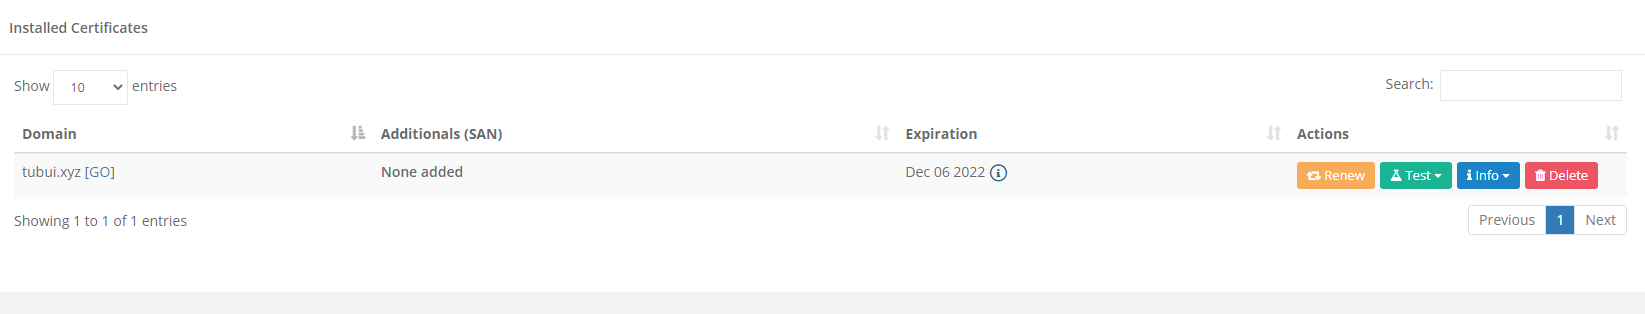 Installed Certificates
Show 10 entries
Search:
Domain Additionals (SAN) Expiration Actions
tubui.xyz [GO] None added Dec 06 2022 Renew Test Info Delete
Showing 1 to 1 of 1 entries
Previous 1 Next